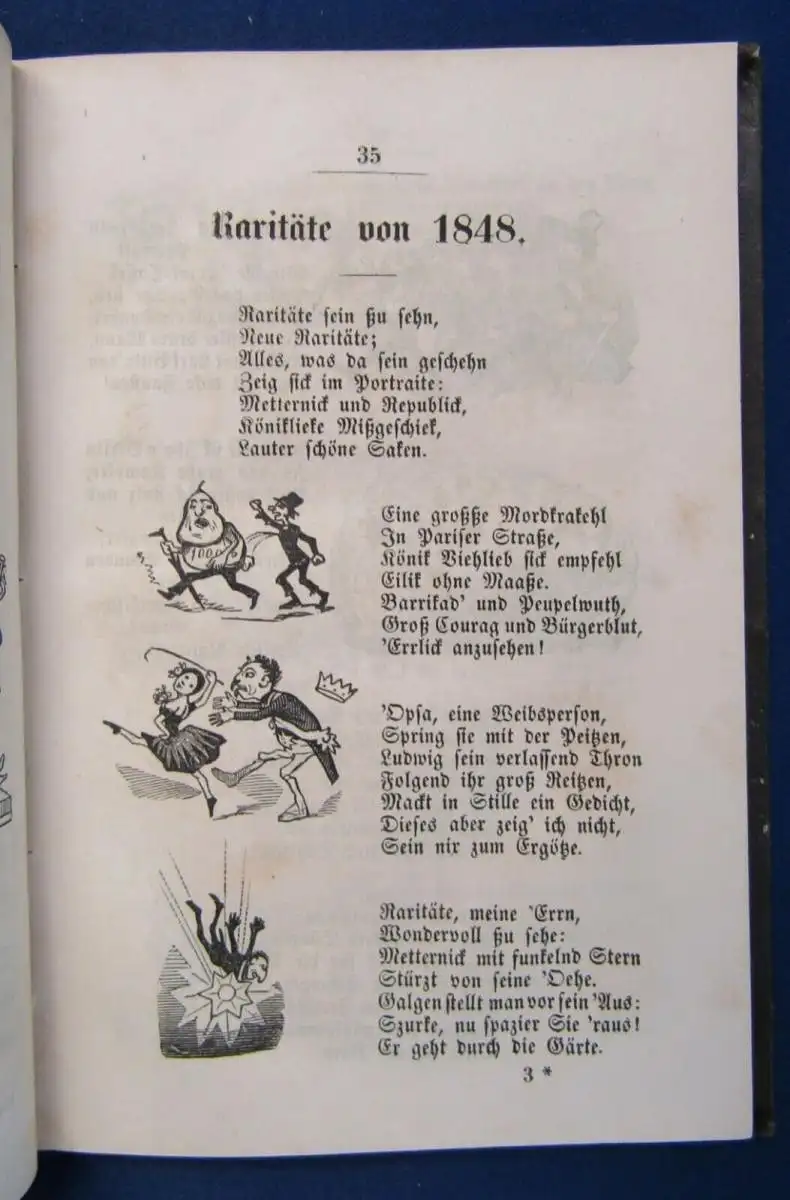 35
Raritäte von 1848.
Raritäte sein ßu sehn,
Neue Raritäte;
Alles, was da sein geschehn
Zeig sick im Portraite:
Metternick und Republick,
Köniklieke Mißgeschick,
Lauter schöne Saken.
1000
Eine großße Mordkrakehl
In Pariser Straße,
Könik Viehlieb sick empfehl
Eilik ohne Maaße.
Barrikad' und Peupelwuth,
Groß Courag und Bürgerblut,
'Errlick anzusehen!
'Opsa, eine Weibsperson,
Spring sie mit der Peitzen,
Ludwig sein verlassend Thron
Folgend ihr groß Reitzen,
Mackt in Stille ein Gedicht,
Dieses aber zeig' ich nicht,
Sein nix zum Ergötze.
Raritäte, meine 'Errn,
Wondervoll ßu sehe:
Metternick mit funkelnd Stern
Stürzt von seine 'Oehe.
Galgen stellt man vor sein 'Aus:
Szurke, nu spazier Sie 'raus!
Er geht durch die Gärte.
3 *